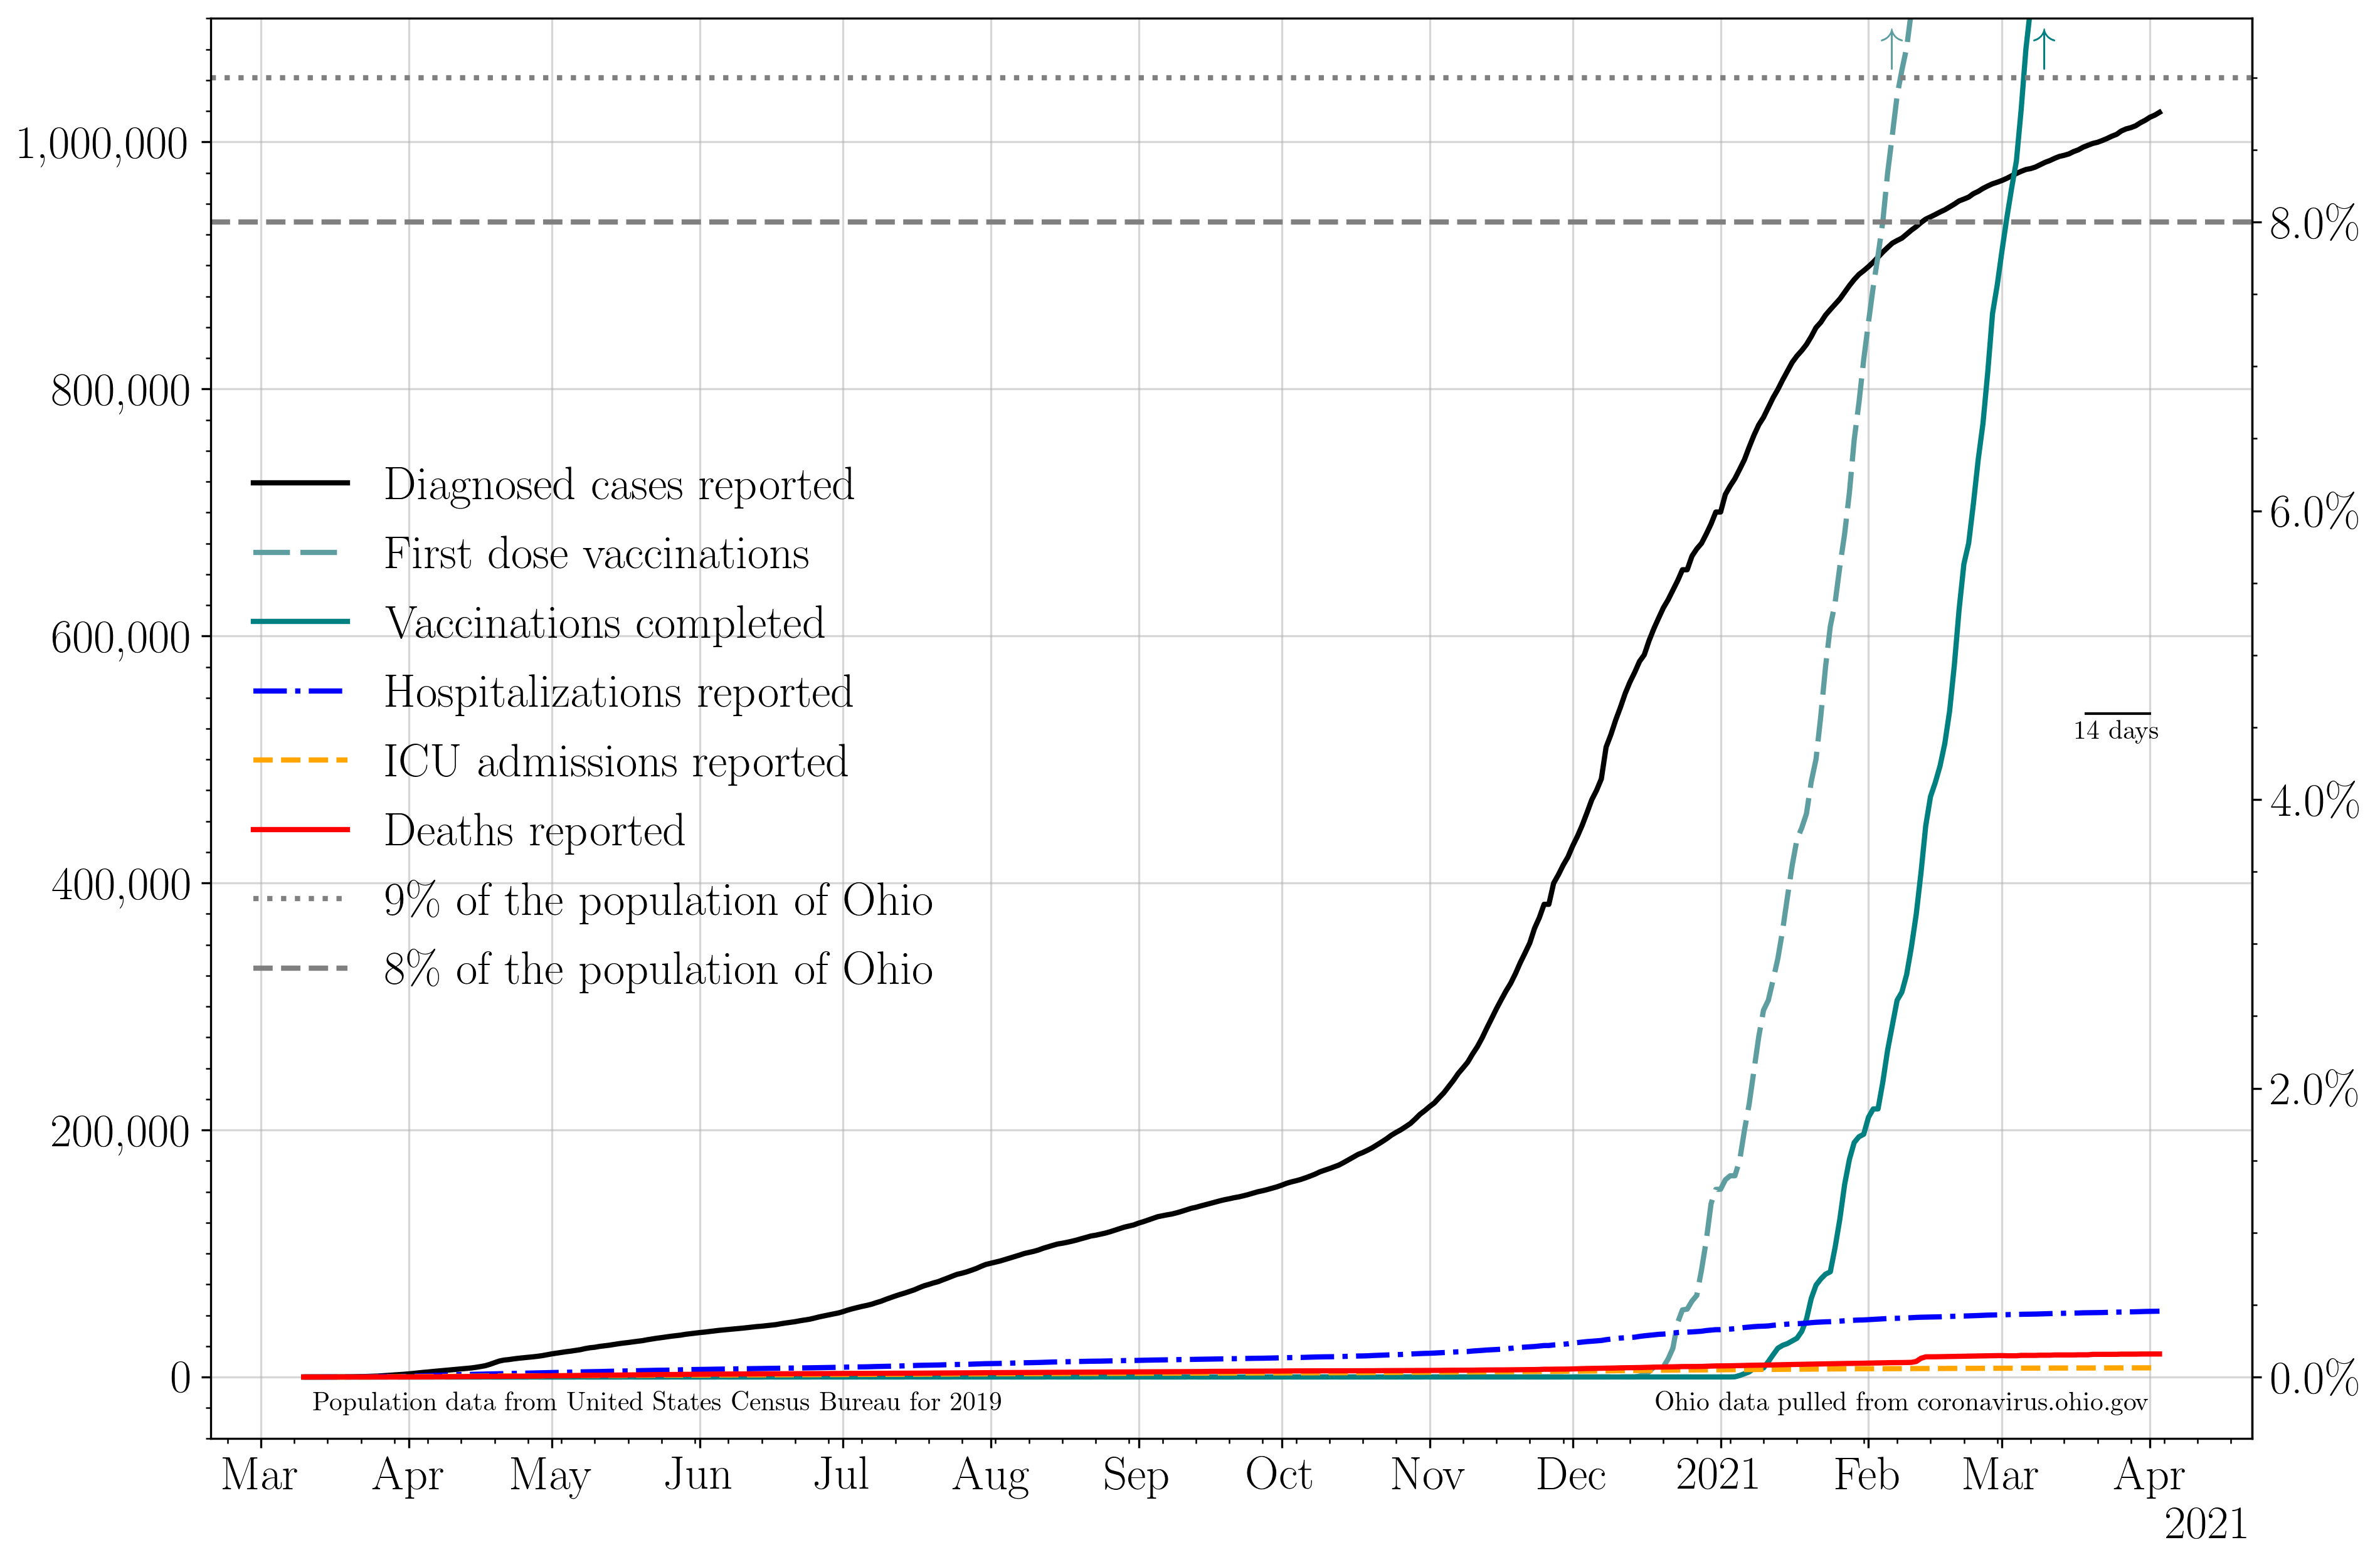 1,000,000
800,000
600,000
400,000
200,000
0
8.0%
6.0%
4.0%
2.0%
0.0%
↑
↑
Diagnosed cases reported
First dose vaccinations
Vaccinations completed
Hospitalizations reported
ICU admissions reported
Deaths reported
9% of the population of Ohio
8% of the population of Ohio
14 days
Population data from United States Census Bureau for 2019
Ohio data pulled from coronavirus.ohio.gov
Mar Apr May Jun Jul Aug Sep Oct Nov Dec 2021 Feb Mar Apr
2021